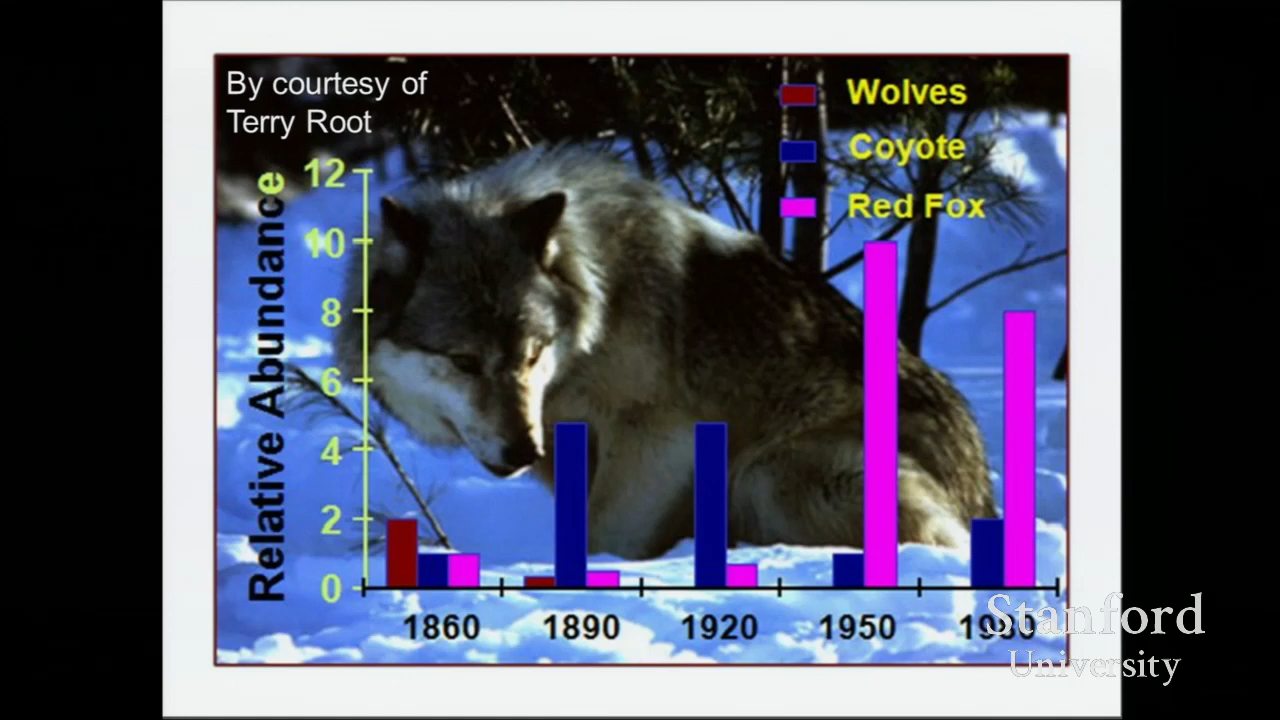 By courtesy of
Terry Root
Wolves
Coyote
Red Fox
Relative Abundance
12
10
8
6
4
2
0
1860
1890
1920
1950
Stanford
University